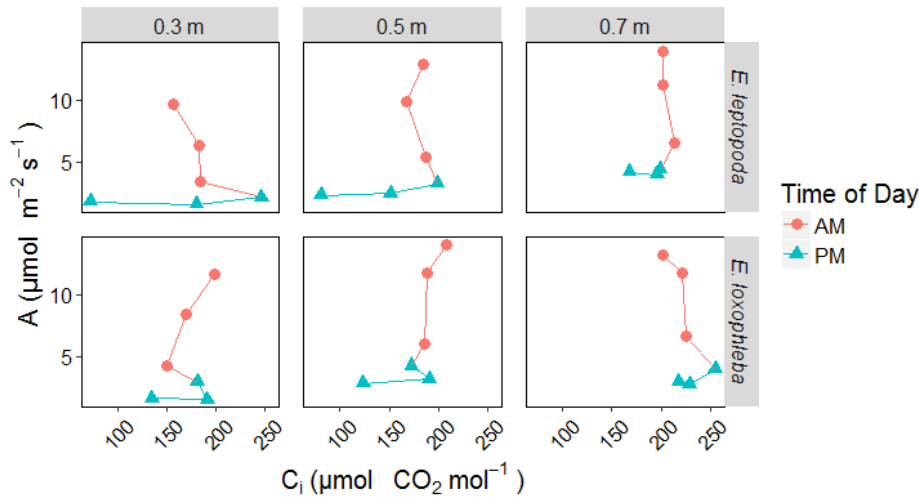 0.3 m
0.5 m
0.7 m
10
5
E. leptopoda
10
5
E. loxophleba
A (μmol m⁻² s⁻¹ )
100 150 200 250
100 150 200 250
100 150 200 250
Cᵢ (μmol CO₂ mol⁻¹ )
Time of Day
AM
PM